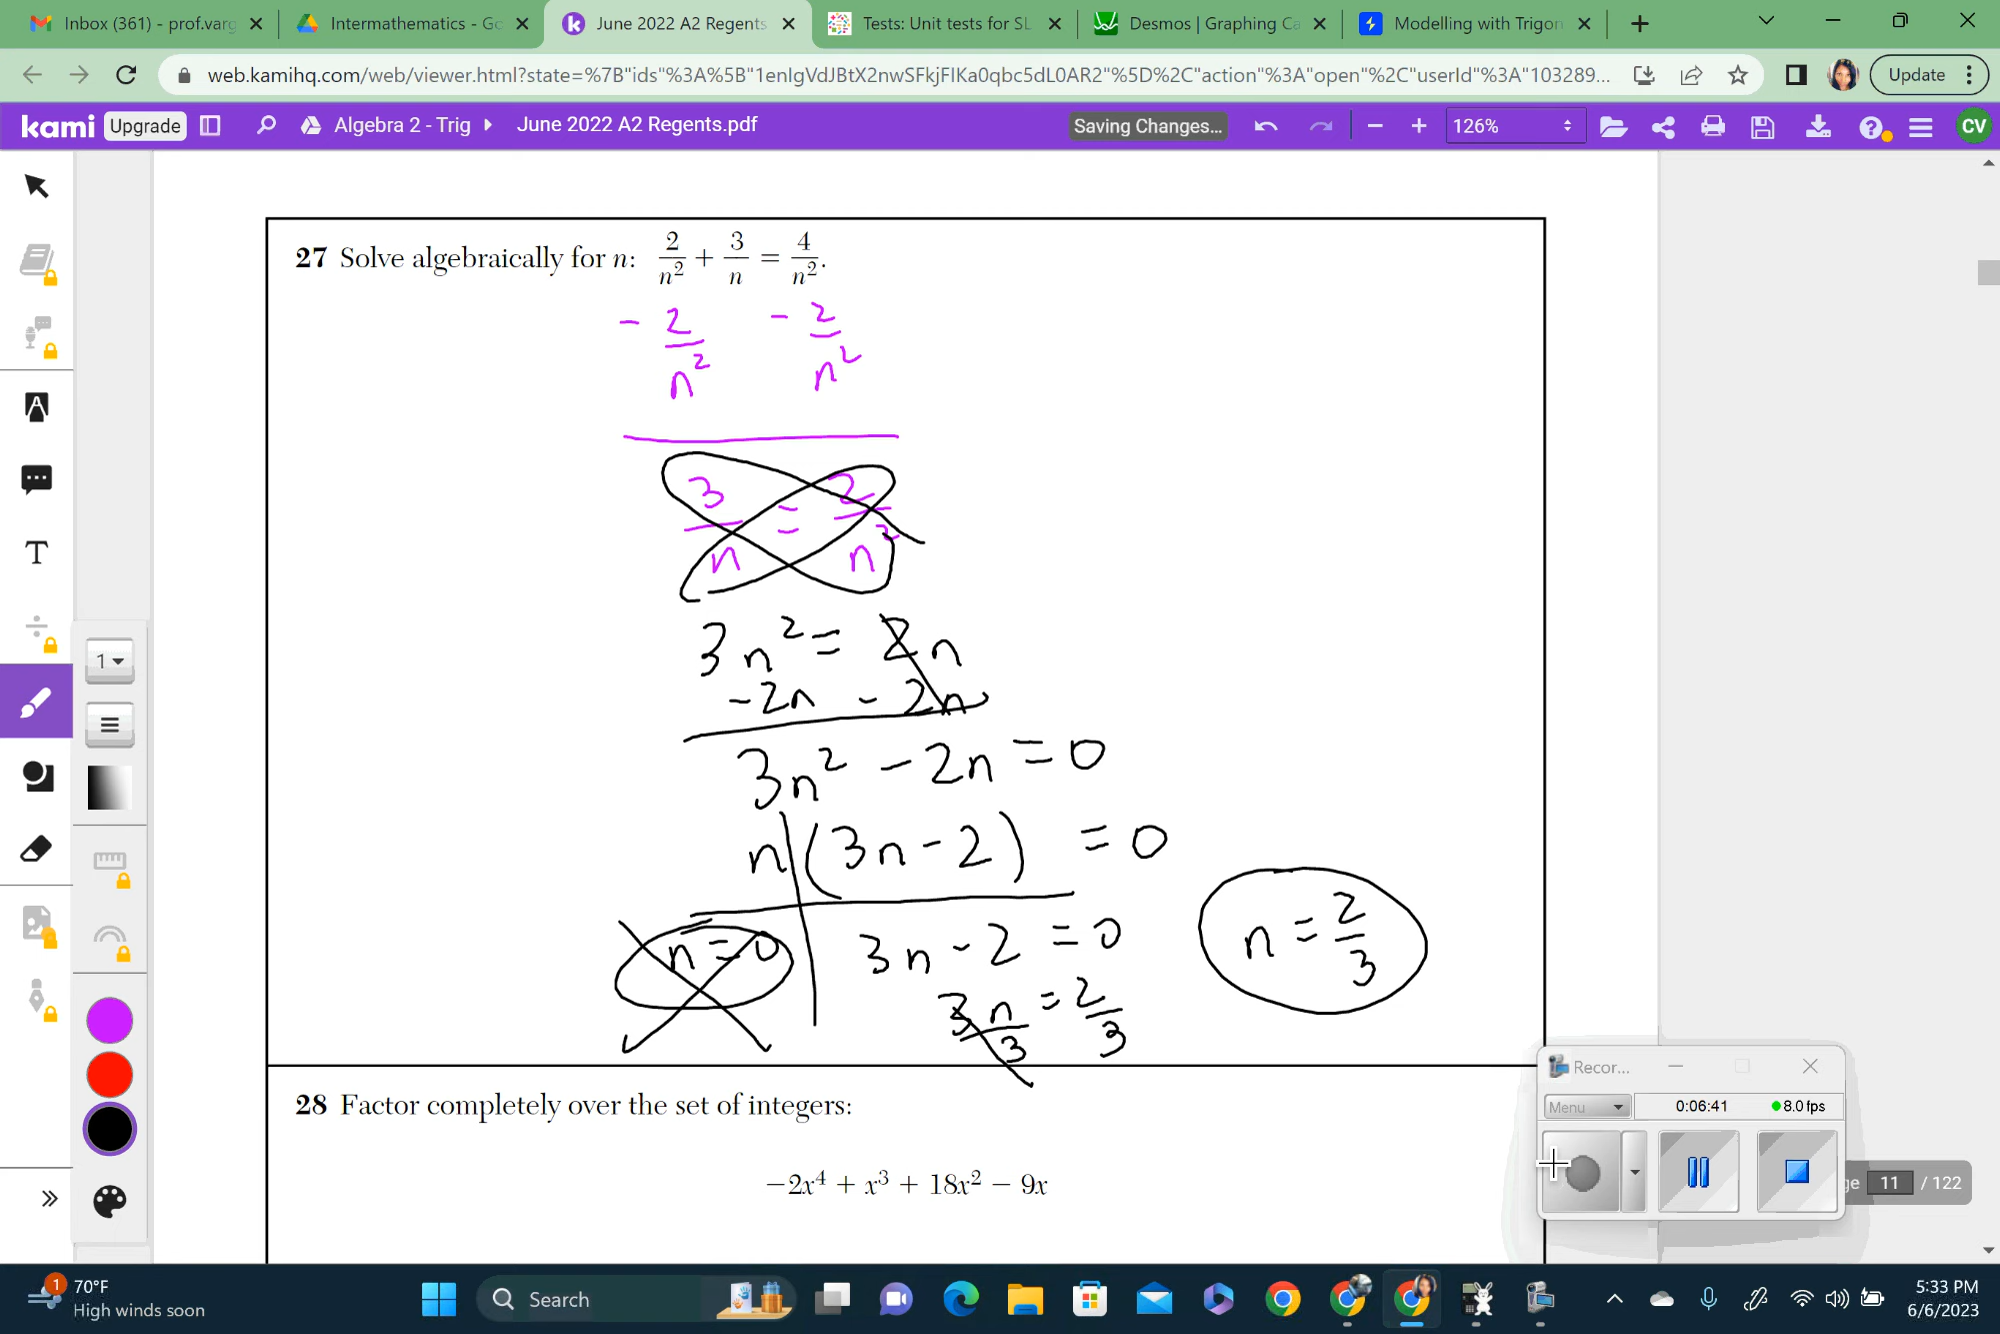 Inbox (361) - prof.varg
Intermathematics - Go
June 2022 A2 Regents
Tests: Unit tests for SL
Desmos | Graphing Ca
Modelling with Trigon
web.kamihq.com/web/viewer.html?state=%7B"ids"%3A%5B"1enIgVdJBtX2nwSFkjFIKa0qbc5dL0AR2"%5D%2C"action"%3A"open"%2C"userId"%3A"103289...
Update
kami Upgrade Algebra 2 - Trig June 2022 A2 Regents.pdf Saving Changes... 126% CV
27 Solve algebraically for n: 2/n² + 3/n = 4/n².
- 2/n² - 2/n²
3/n = 2/n²
3n² = 2n
-2n - 2n
3n² - 2n = 0
n(3n-2) = 0
n=0 3n-2=0 n=2/3
3n/3 = 2/3
28 Factor completely over the set of integers:
−2x⁴ + x³ + 18x² − 9x
1
T
Recor...
Menu 0:06:41 8.0 fps
ge 11 / 122
1
70°F
High winds soon
Search
5:33 PM
6/6/2023